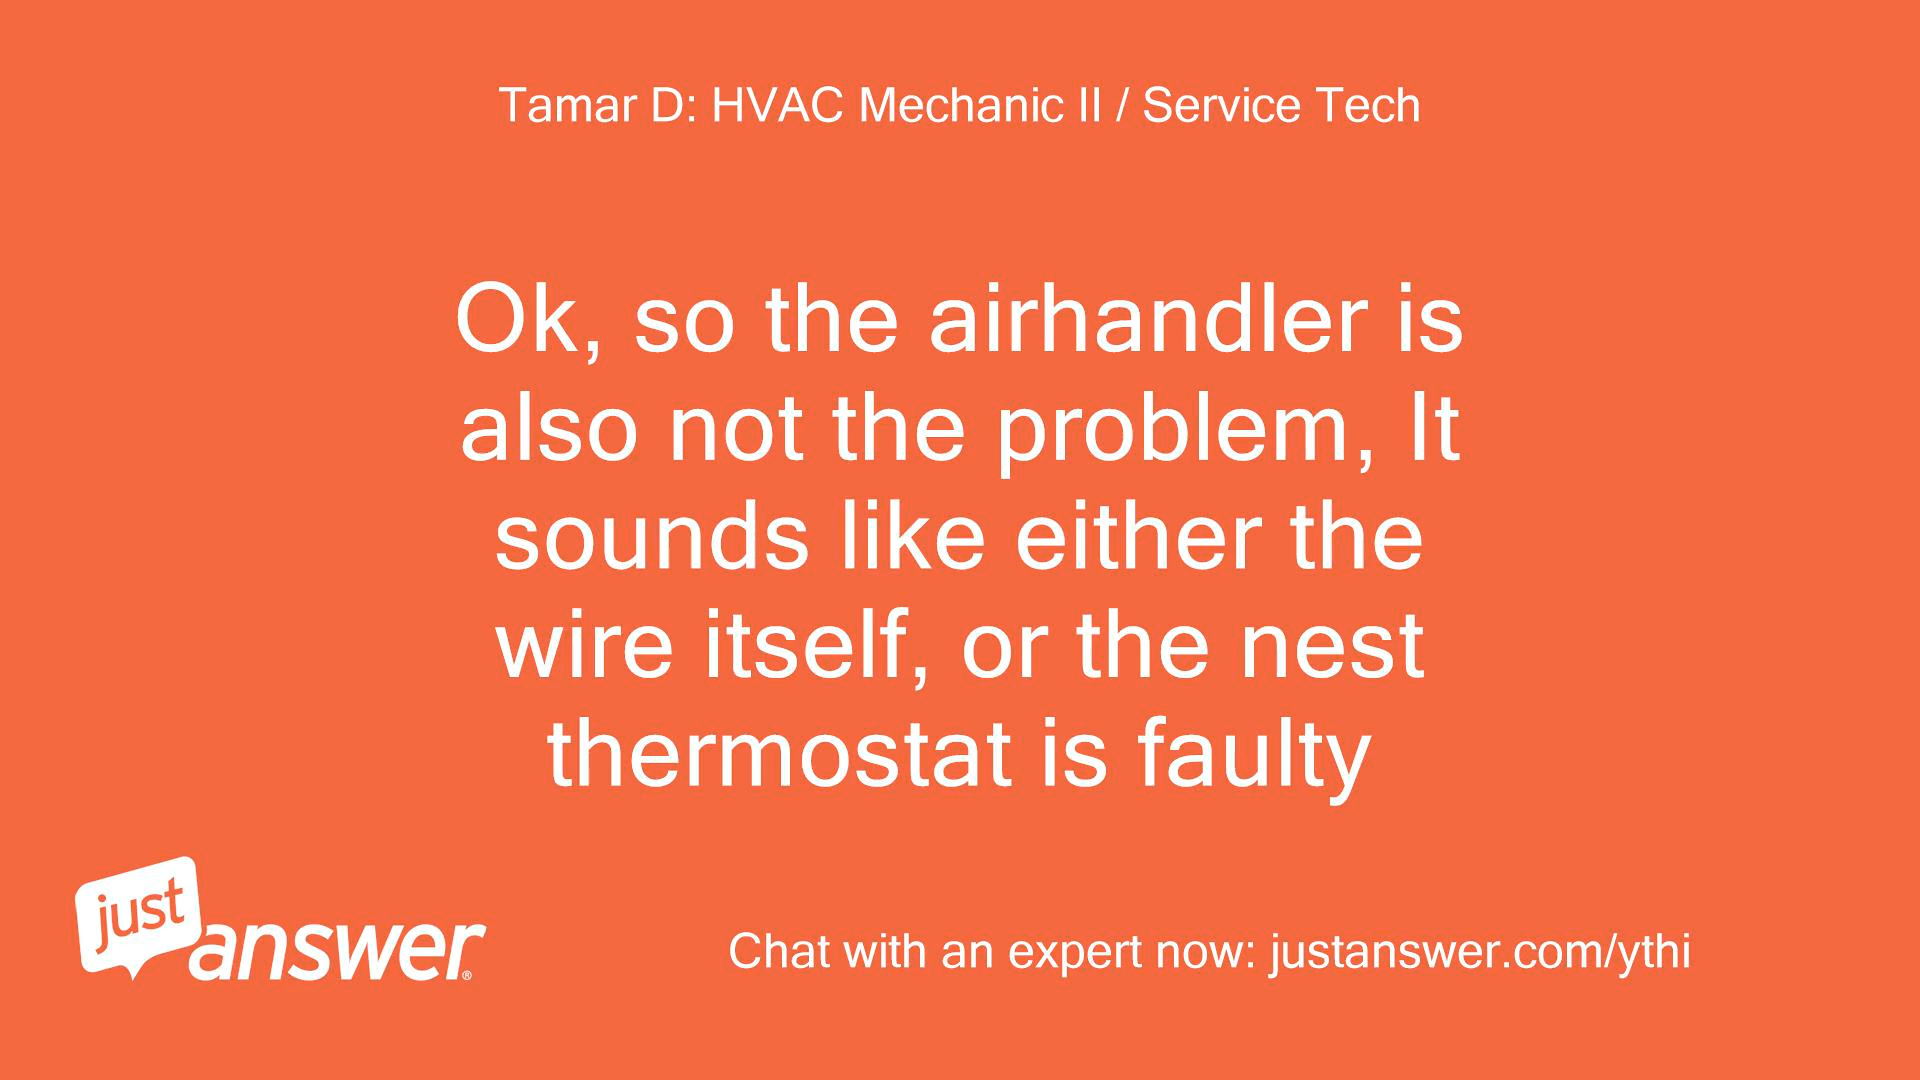 Tamar D: HVAC Mechanic II / Service Tech
Ok, so the airhandler is
also not the problem, It
sounds like either the
wire itself, or the nest
thermostat is faulty
just
answer®
Chat with an expert now: justanswer.com/ythi